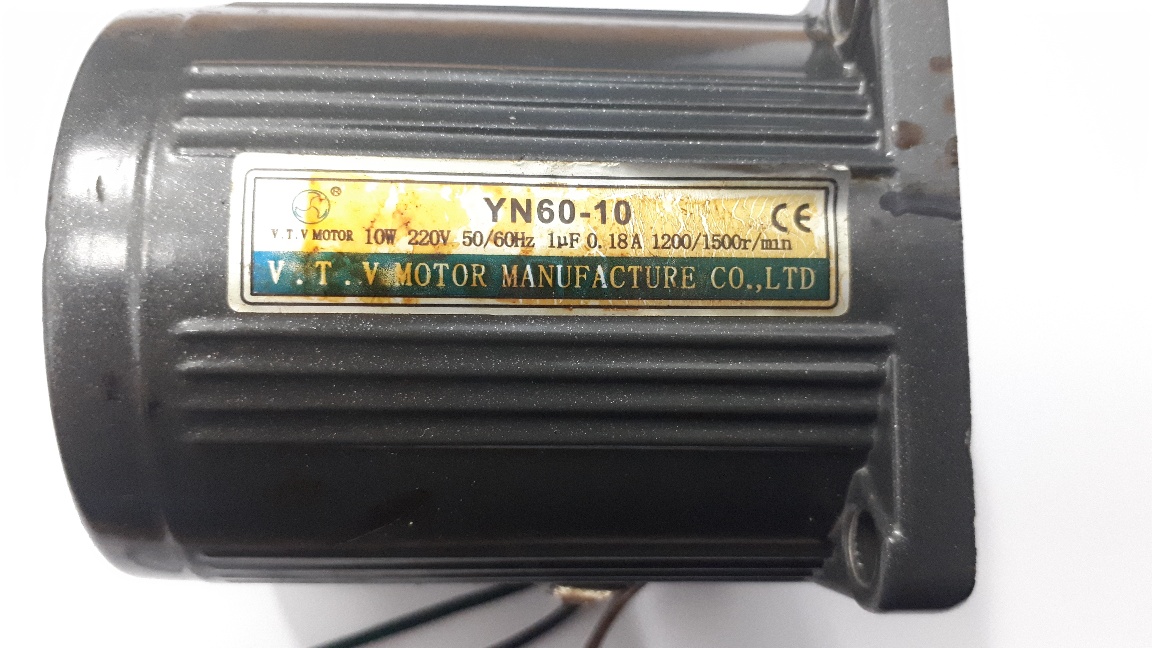 ®
YN60-10
CE
V.T.V MOTOR 10W 220V 50/60Hz 1μF 0.18A 1200/1500r/min
V.T.V MOTOR MANUFACTURE CO.,LTD